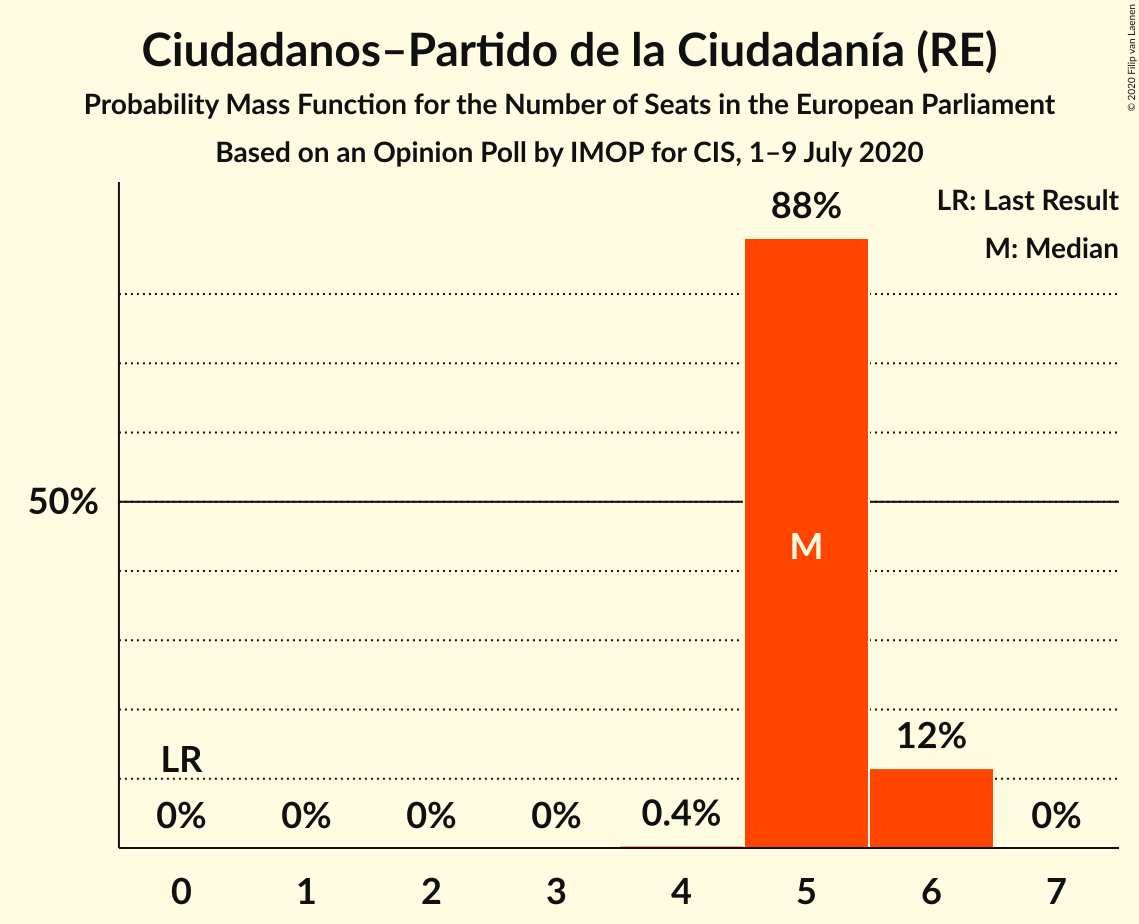 Ciudadanos–Partido de la Ciudadanía (RE)
Probability Mass Function for the Number of Seats in the European Parliament
Based on an Opinion Poll by IMOP for CIS, 1–9 July 2020
© 2020 Filip van Laenen
LR: Last Result
M: Median
88%
50%
M
12%
LR
0% 0% 0% 0% 0.4% 0%
0 1 2 3 4 5 6 7